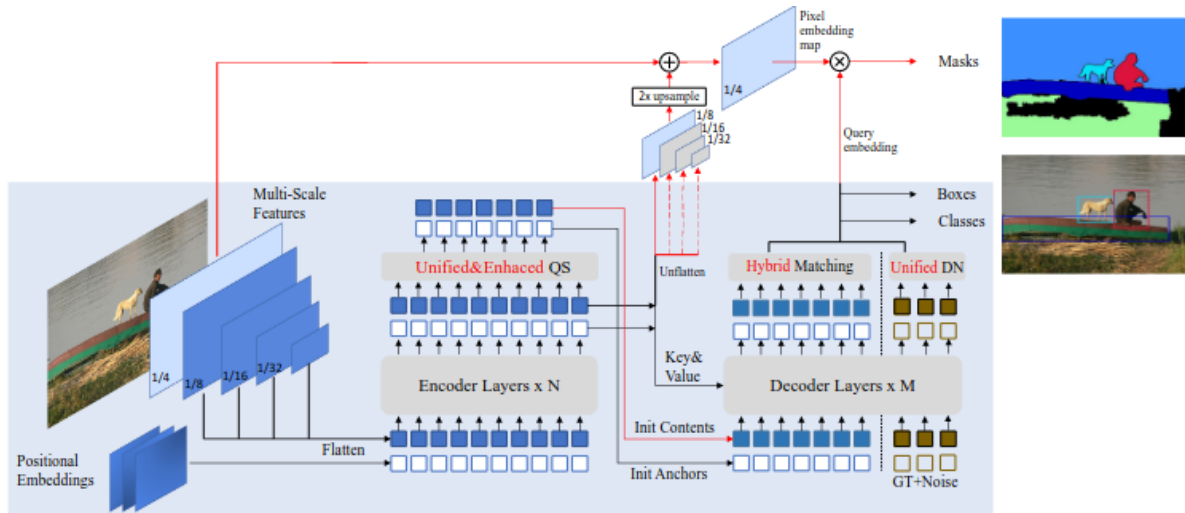 Pixel
embedding
map
Masks
2x upsample
1/4
1/8
1/16
1/32
Query
embedding
Multi-Scale
Features
Boxes
Classes
Unified&Enhaced QS
Unflatten
Hybrid Matching
Unified DN
1/4
1/8
1/16
1/32
Encoder Layers x N
Key&
Value
Decoder Layers x M
Flatten
Init Contents
Positional
Embeddings
Init Anchors
GT+Noise